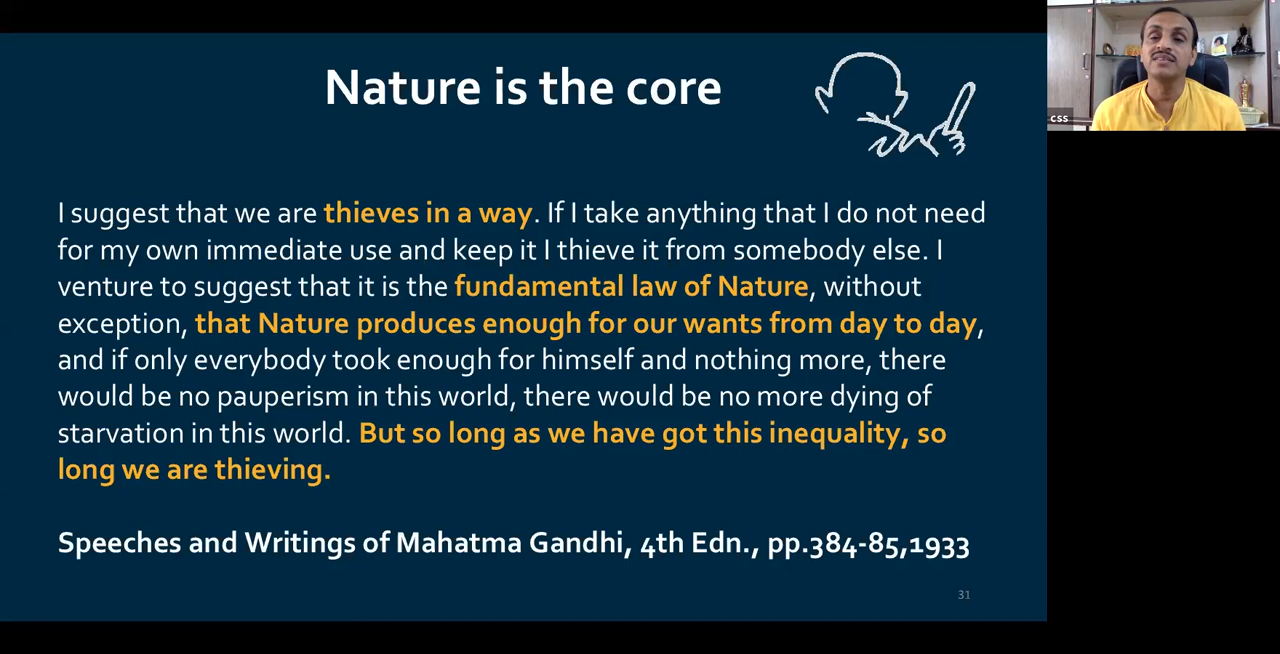 Nature is the core
css
I suggest that we are thieves in a way. If I take anything that I do not need
for my own immediate use and keep it I thieve it from somebody else. I
venture to suggest that it is the fundamental law of Nature, without
exception, that Nature produces enough for our wants from day to day,
and if only everybody took enough for himself and nothing more, there
would be no pauperism in this world, there would be no more dying of
starvation in this world. But so long as we have got this inequality, so
long we are thieving.
Speeches and Writings of Mahatma Gandhi, 4th Edn., pp.384-85,1933
31